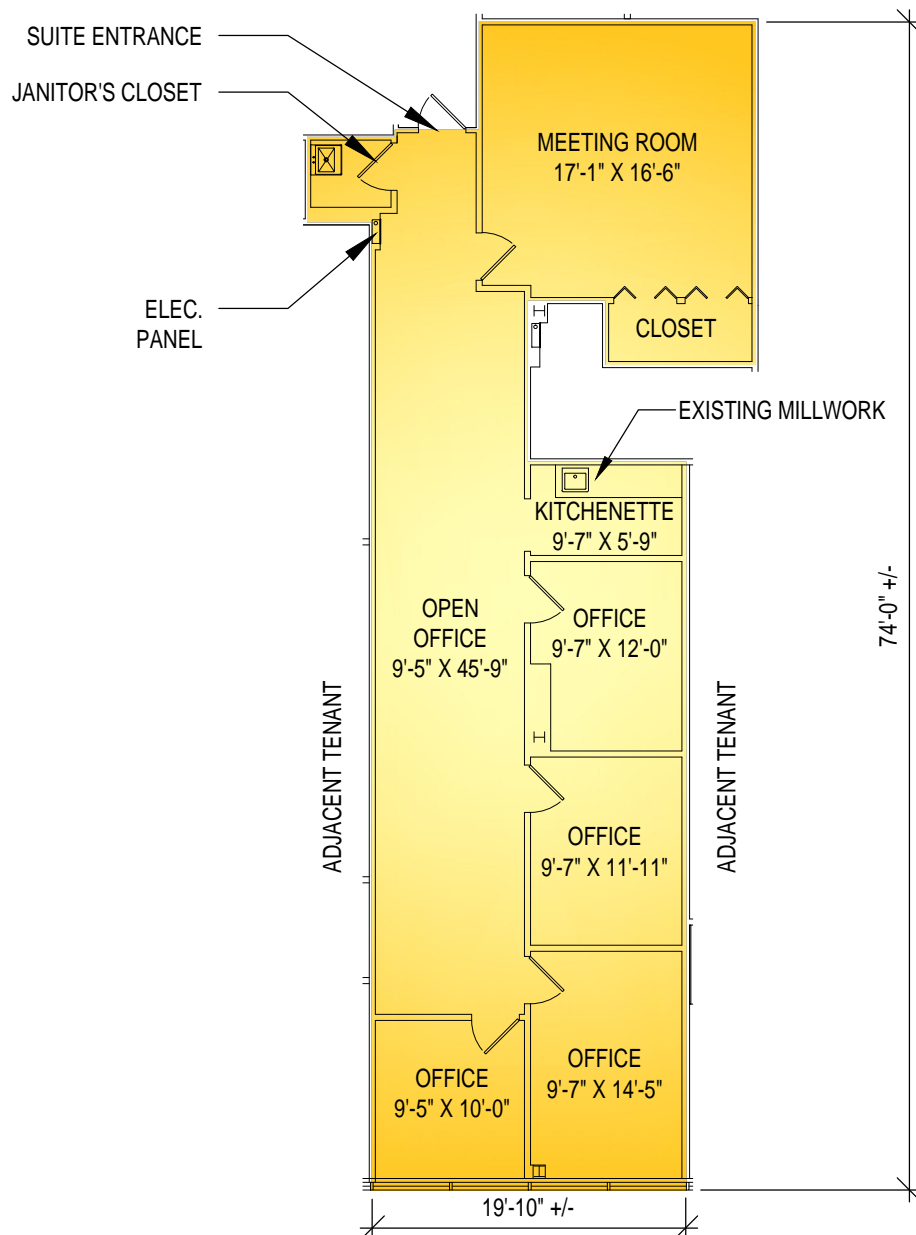 SUITE ENTRANCE
JANITOR'S CLOSET
MEETING ROOM
17'-1" X 16'-6"
ELEC.
PANEL
CLOSET
EXISTING MILLWORK
KITCHENETTE
9'-7" X 5'-9"
OPEN
OFFICE
9'-5" X 45'-9"
OFFICE
9'-7" X 12'-0"
74'-0" +/-
ADJACENT TENANT
ADJACENT TENANT
OFFICE
9'-7" X 11'-11"
OFFICE
9'-5" X 10'-0"
OFFICE
9'-7" X 14'-5"
19'-10" +/-